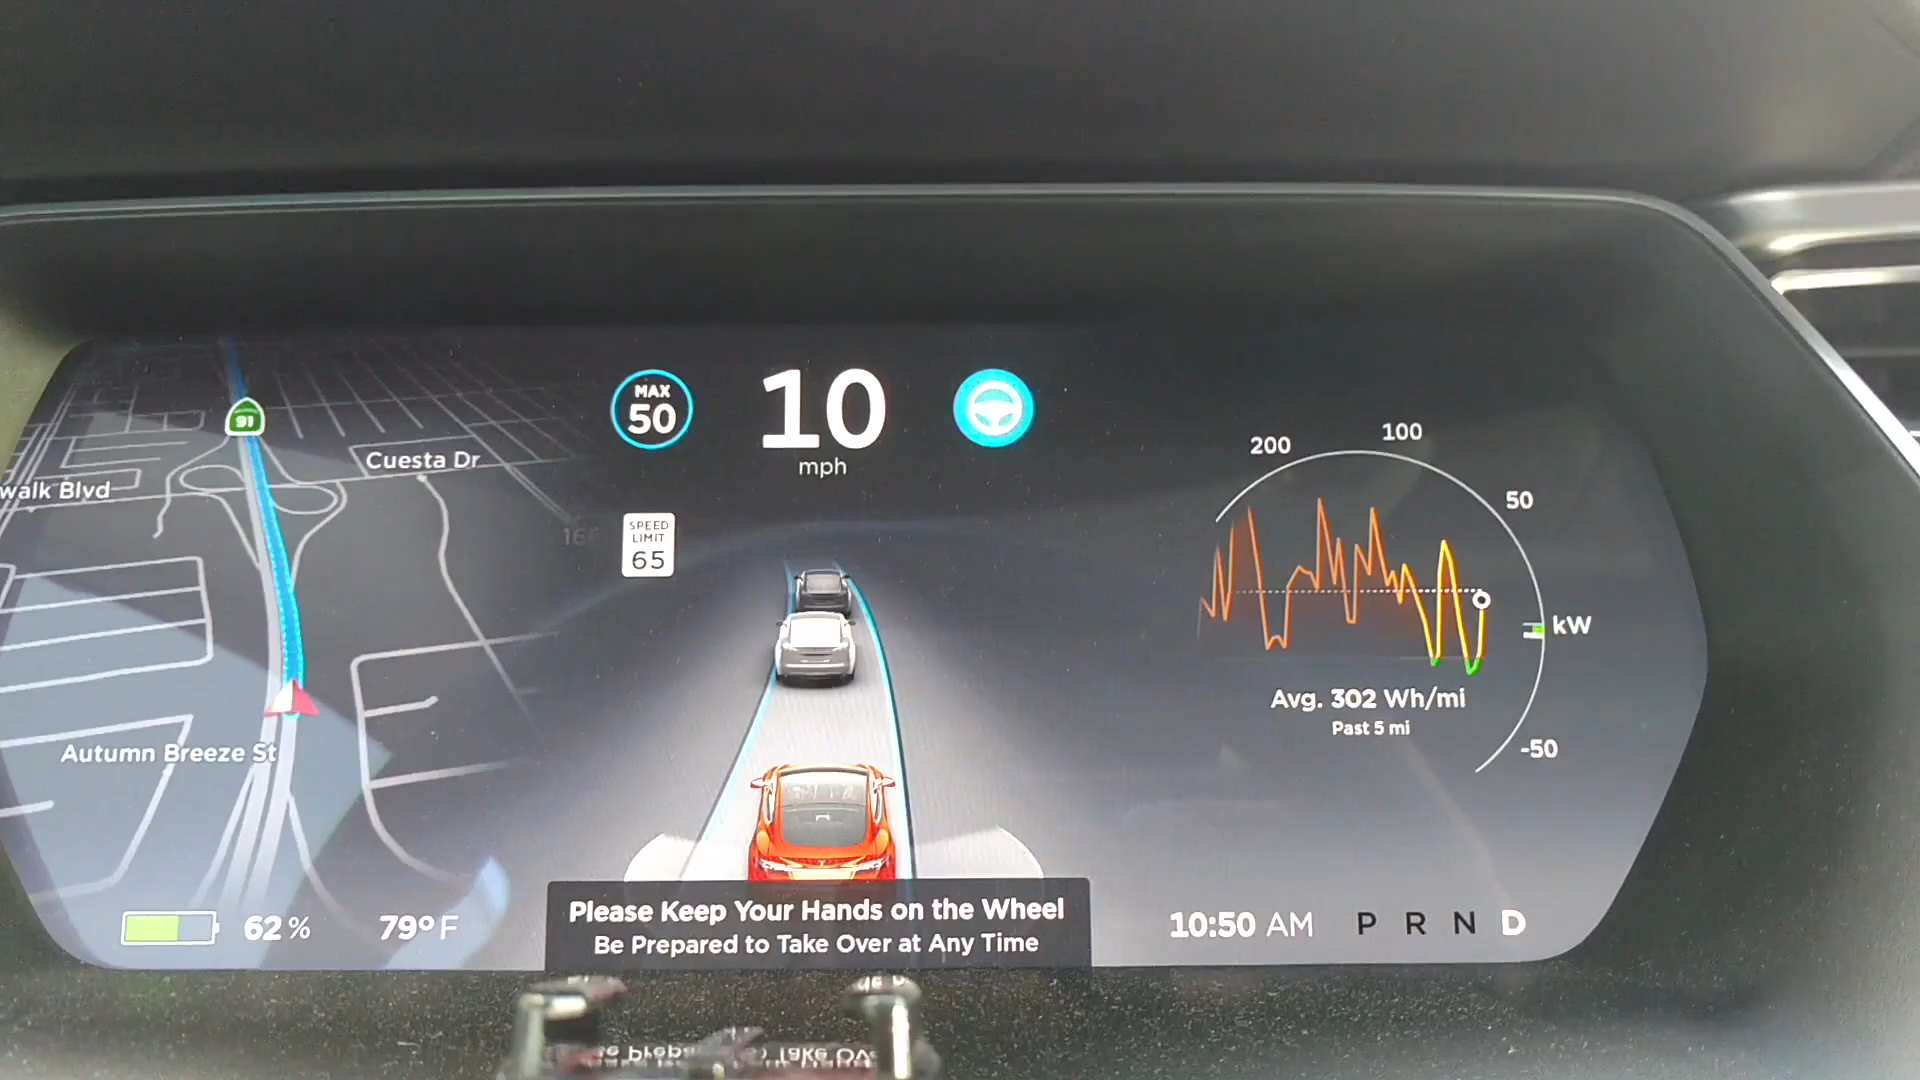 91
Cuesta Dr
walk Blvd
Autumn Breeze St
62 %
79°F
MAX
50
10
mph
SPEED
LIMIT
65
200
100
50
kW
-50
Avg. 302 Wh/mi
Past 5 mi
Please Keep Your Hands on the Wheel
Be Prepared to Take Over at Any Time
10:50 AM
P R N D